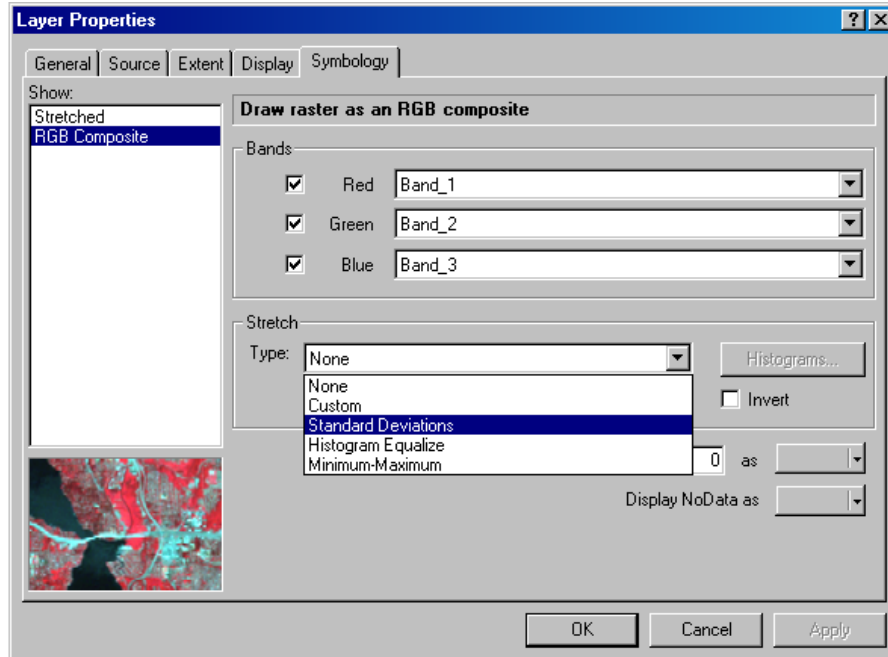 Layer Properties
General Source Extent Display Symbology
Show:
Stretched
RGB Composite
Draw raster as an RGB composite
Bands
Red Band_1
Green Band_2
Blue Band_3
Stretch
Type: None Histograms...
None
Custom
Standard Deviations
Histogram Equalize
Minimum-Maximum
Invert
0 as
Display NoData as
OK Cancel Apply